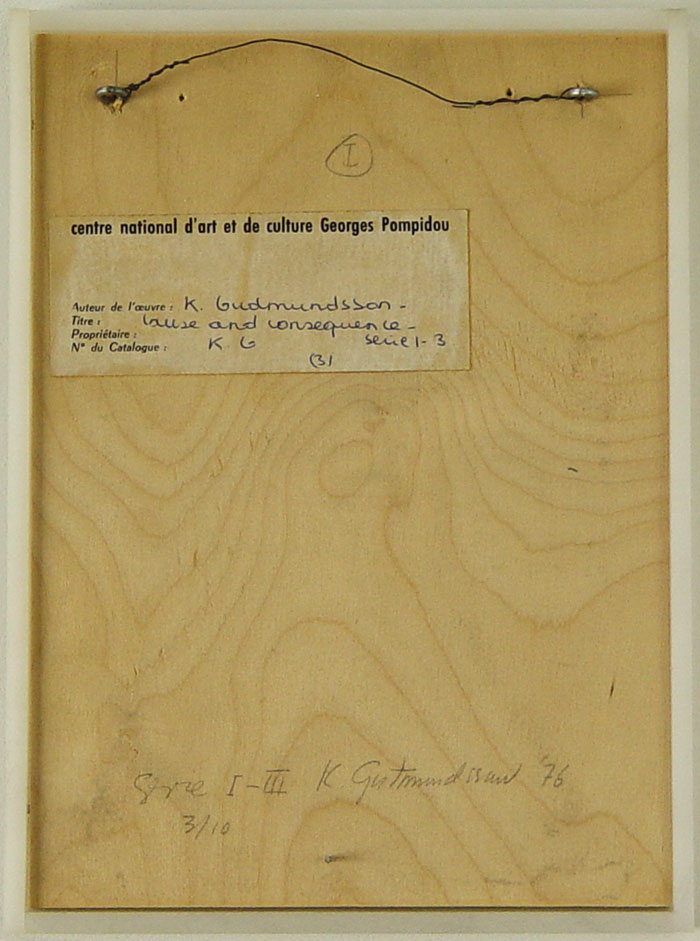 I
centre national d'art et de culture Georges Pompidou
Auteur de l'œuvre : K. Gudmundsson -
Titre : Cause and consequence -
Propriétaire : serie 1-3
N° du Catalogue : K. G
(3)
Serie I-III K Gudmundsson '76
3/10